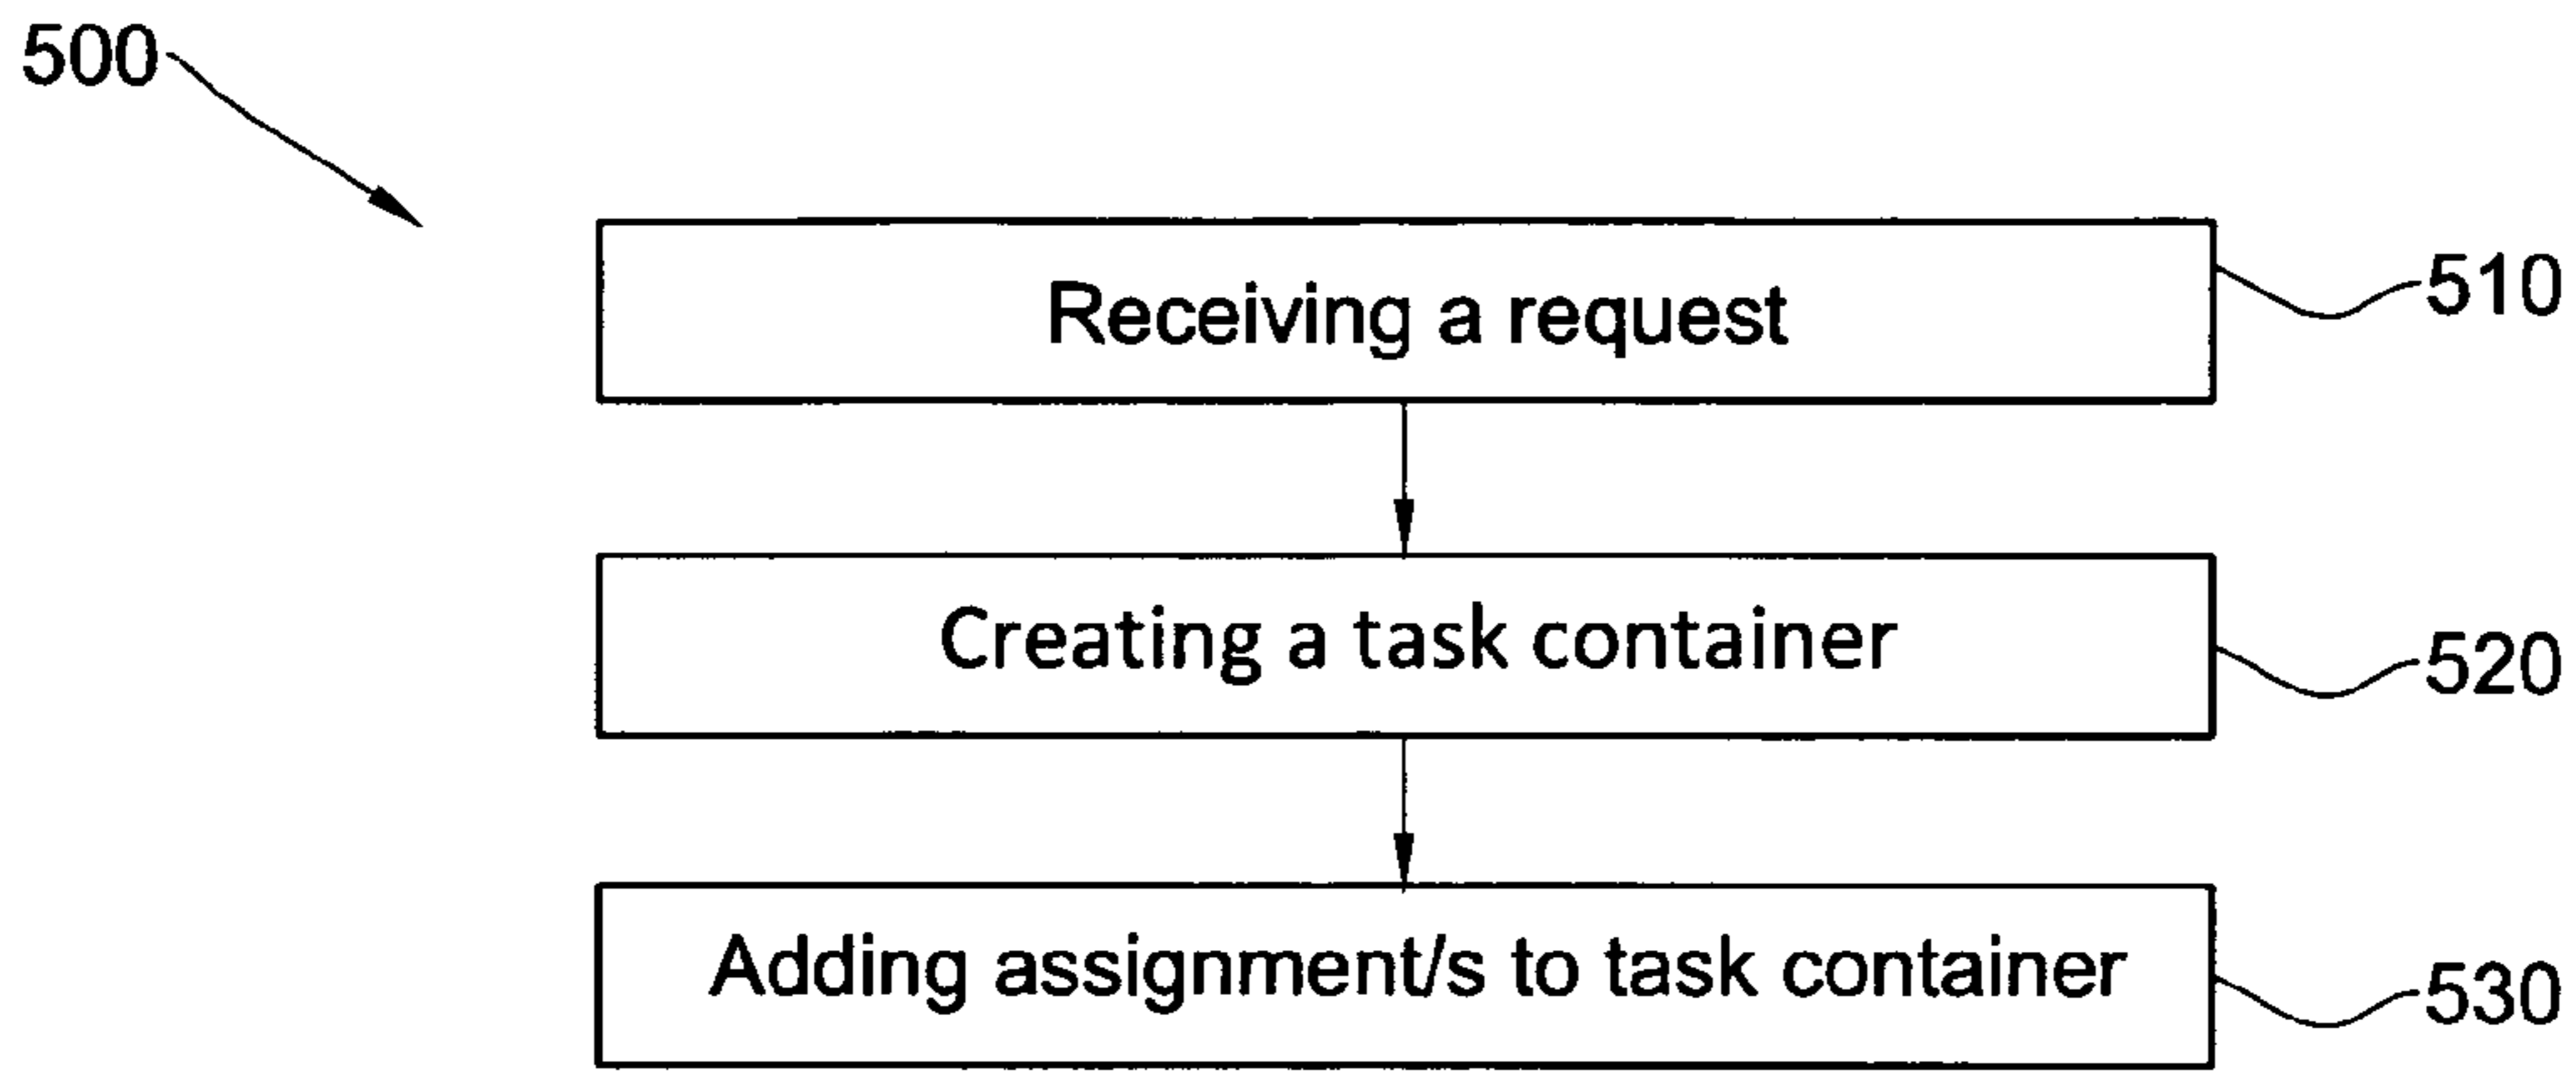 500
Receiving a request
510
Creating a task container
520
Adding assignment/s to task container
530